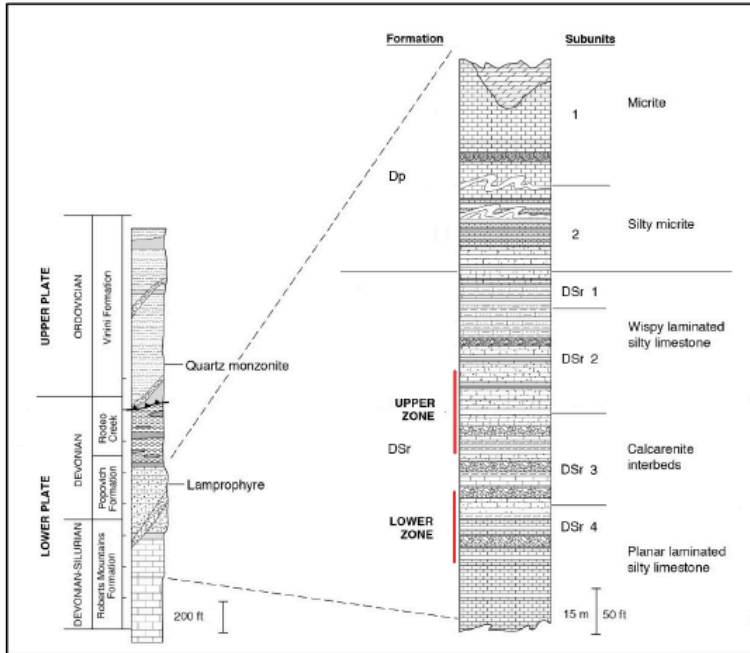 Formation
Subunits
1
Micrite
Dp
2
Silty micrite
DSr 1
Wispy laminated
silty limestone
DSr 2
UPPER
ZONE
DSr
Calcarenite
interbeds
DSr 3
LOWER
ZONE
DSr 4
Planar laminated
silty limestone
15 m
50 ft
UPPER PLATE
ORDOVICIAN
Vinini Formation
Quartz monzonite
LOWER PLATE
DEVONIAN
Rodeo
Creek
Popovich
Formation
Lamprophyre
DEVONIAN-SILURIAN
Roberts Mountains
Formation
200 ft